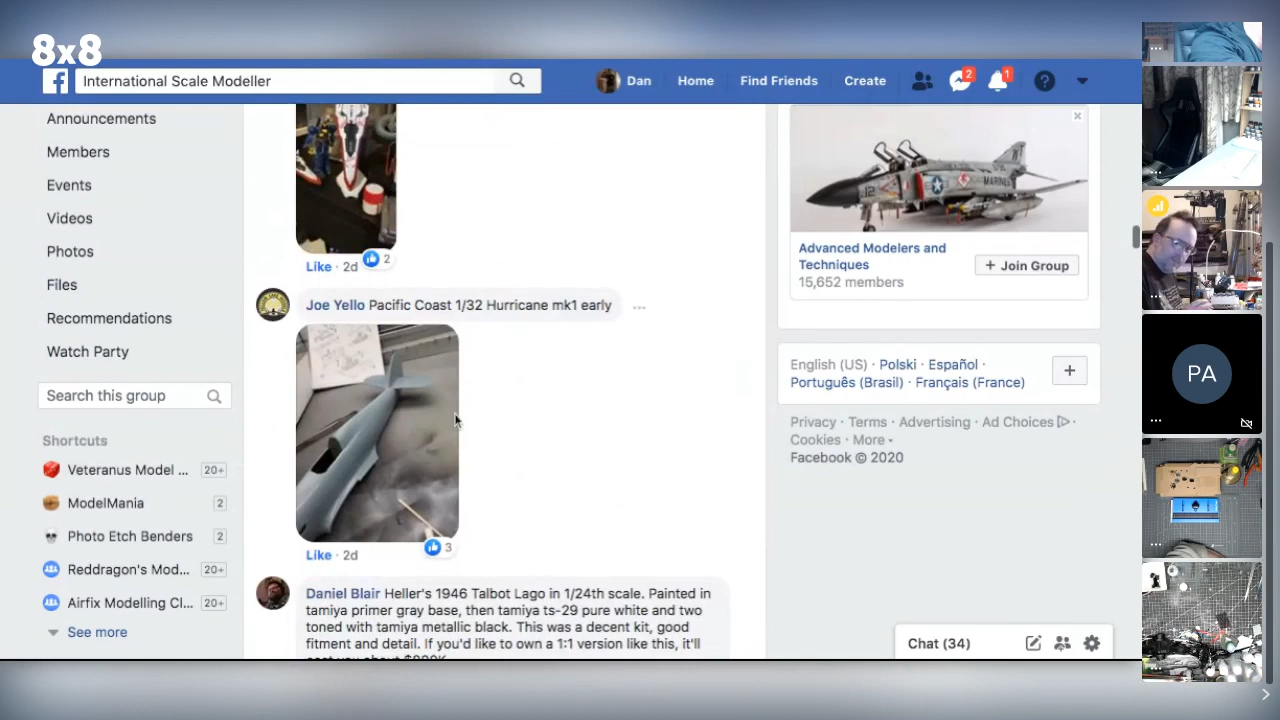 8x8
International Scale Modeller
Dan
Home
Find Friends
Create
2
1
Announcements
Members
Events
Videos
Photos
Files
Recommendations
Watch Party
Search this group
Shortcuts
Veteranus Model ... 20+
ModelMania 2
Photo Etch Benders 2
Reddragon's Mod... 20+
Airfix Modelling Cl... 20+
See more
Like · 2d
2
Joe Yello Pacific Coast 1/32 Hurricane mk1 early
Like · 2d
3
Daniel Blair Heller's 1946 Talbot Lago in 1/24th scale. Painted in
tamiya primer gray base, then tamiya ts-29 pure white and two
toned with tamiya metallic black. This was a decent kit, good
fitment and detail. If you'd like to own a 1:1 version like this, it'll
12
MARINES
Advanced Modelers and
Techniques
15,652 members
+ Join Group
English (US) · Polski · Español ·
Português (Brasil) · Français (France)
Privacy · Terms · Advertising · Ad Choices ·
Cookies · More
Facebook © 2020
Chat (34)
PA